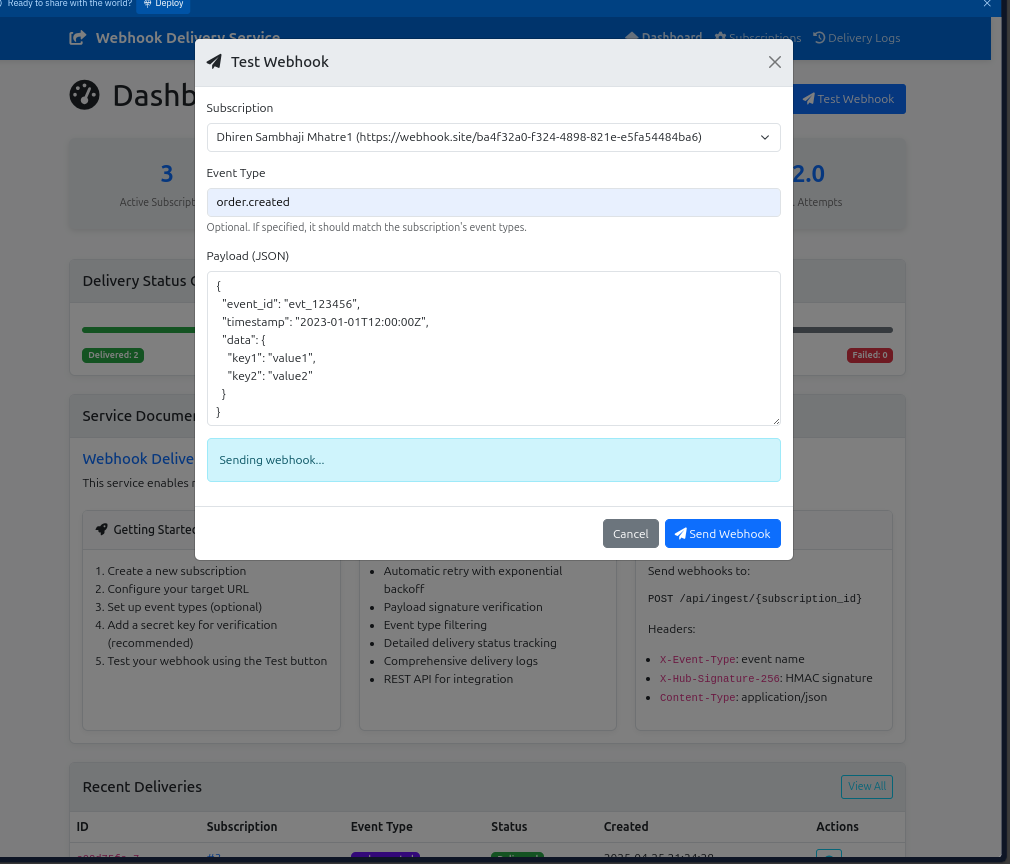 Ready to share with the world? Deploy
Webhook Delivery Service Dashboard Subscriptions Delivery Logs
Test Webhook
Dashb Test Webhook
Subscription
Dhiren Sambhaji Mhatre1 (https://webhook.site/ba4f32a0-f324-4898-821e-e5fa54484ba6)
Event Type
3 2.0
order.created
Active Subscript Attempts
Optional. If specified, it should match the subscription's event types.
Payload (JSON)
Delivery Status
{
"event_id": "evt_123456",
"timestamp": "2023-01-01T12:00:00Z",
"data": {
Delivered: 2 Failed: 0
"key1": "value1",
"key2": "value2"
}
}
Service Documen
Webhook Delive
Sending webhook...
This service enables
Getting Started
Cancel Send Webhook
1. Create a new subscription
2. Configure your target URL
3. Set up event types (optional)
4. Add a secret key for verification
(recommended)
5. Test your webhook using the Test button
Automatic retry with exponential
backoff
Payload signature verification
Event type filtering
Detailed delivery status tracking
Comprehensive delivery logs
REST API for integration
Send webhooks to:
POST /api/ingest/{subscription_id}
Headers:
X-Event-Type: event name
X-Hub-Signature-256: HMAC signature
Content-Type: application/json
Recent Deliveries View All
ID Subscription Event Type Status Created Actions